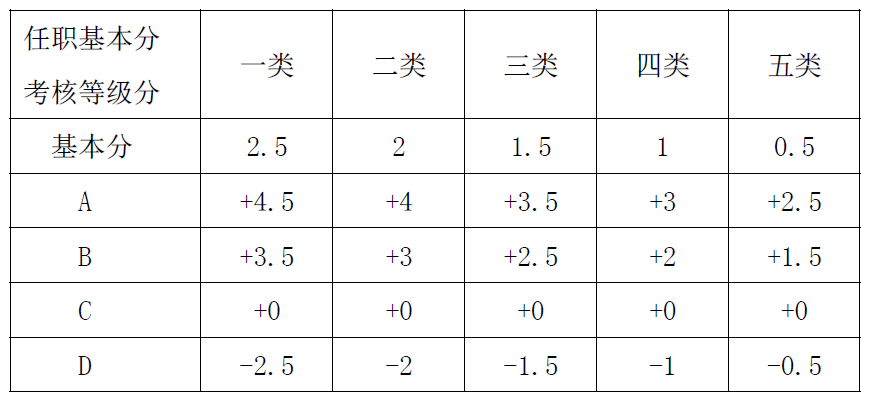 任职基本分
考核等级分 一类 二类 三类 四类 五类
基本分 2.5 2 1.5 1 0.5
A +4.5 +4 +3.5 +3 +2.5
B +3.5 +3 +2.5 +2 +1.5
C +0 +0 +0 +0 +0
D -2.5 -2 -1.5 -1 -0.5